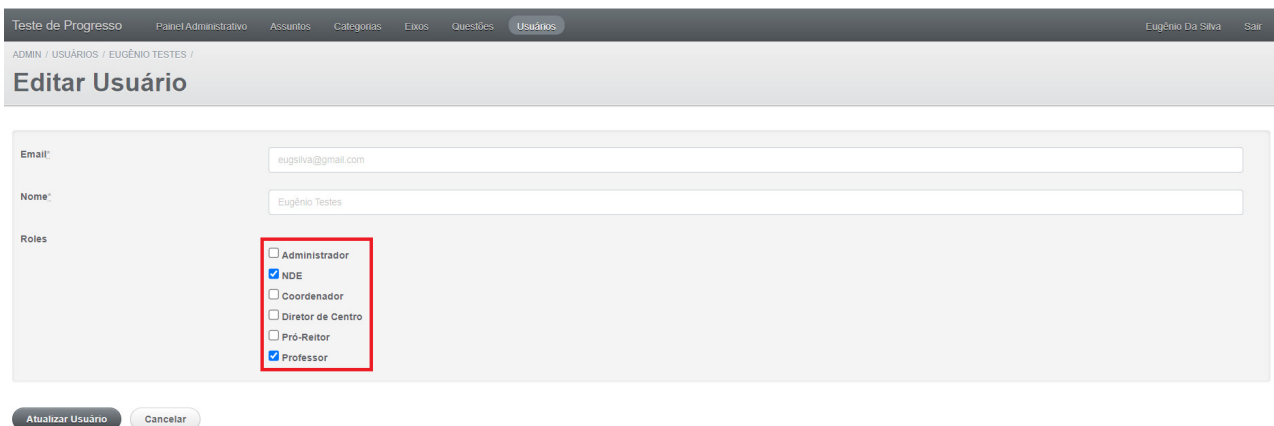 Teste de Progresso Painel Administrativo Assuntos Categorias Eixos Questões Usuários Eugênio Da Silva Sair
ADMIN / USUÁRIOS / EUGÊNIO TESTES /
Editar Usuário
Email* eugsilva@gmail.com
Nome* Eugênio Testes
Roles
Administrador
NDE
Coordenador
Diretor de Centro
Pró-Reitor
Professor
Atualizar Usuário Cancelar